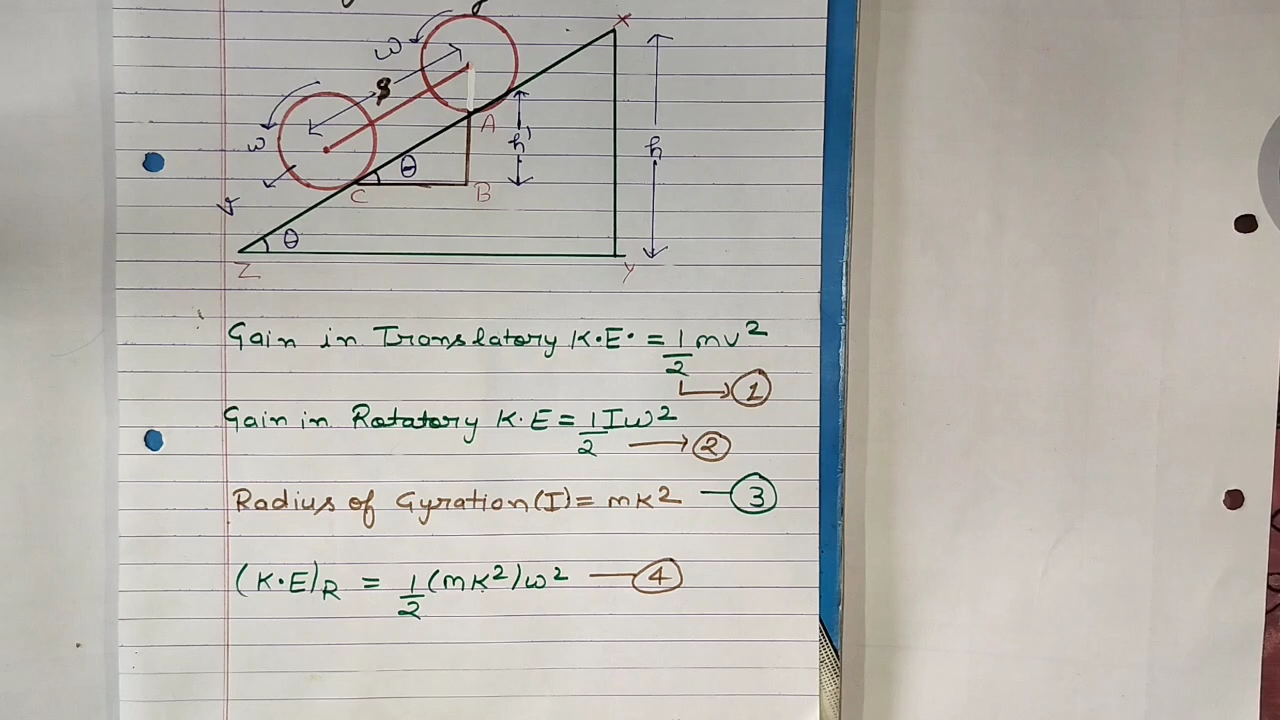 X
ω
S
A
h'
h
ω
θ
C
B
v
θ
Z
Y
Gain in Translatory K.E. = 1/2 mv² → ①
Gain in Rotatory K.E = 1/2 Iω² → ②
Radius of Gyration (I) = mK² — ③
(K.E)R = 1/2 (mK²)ω² — ④